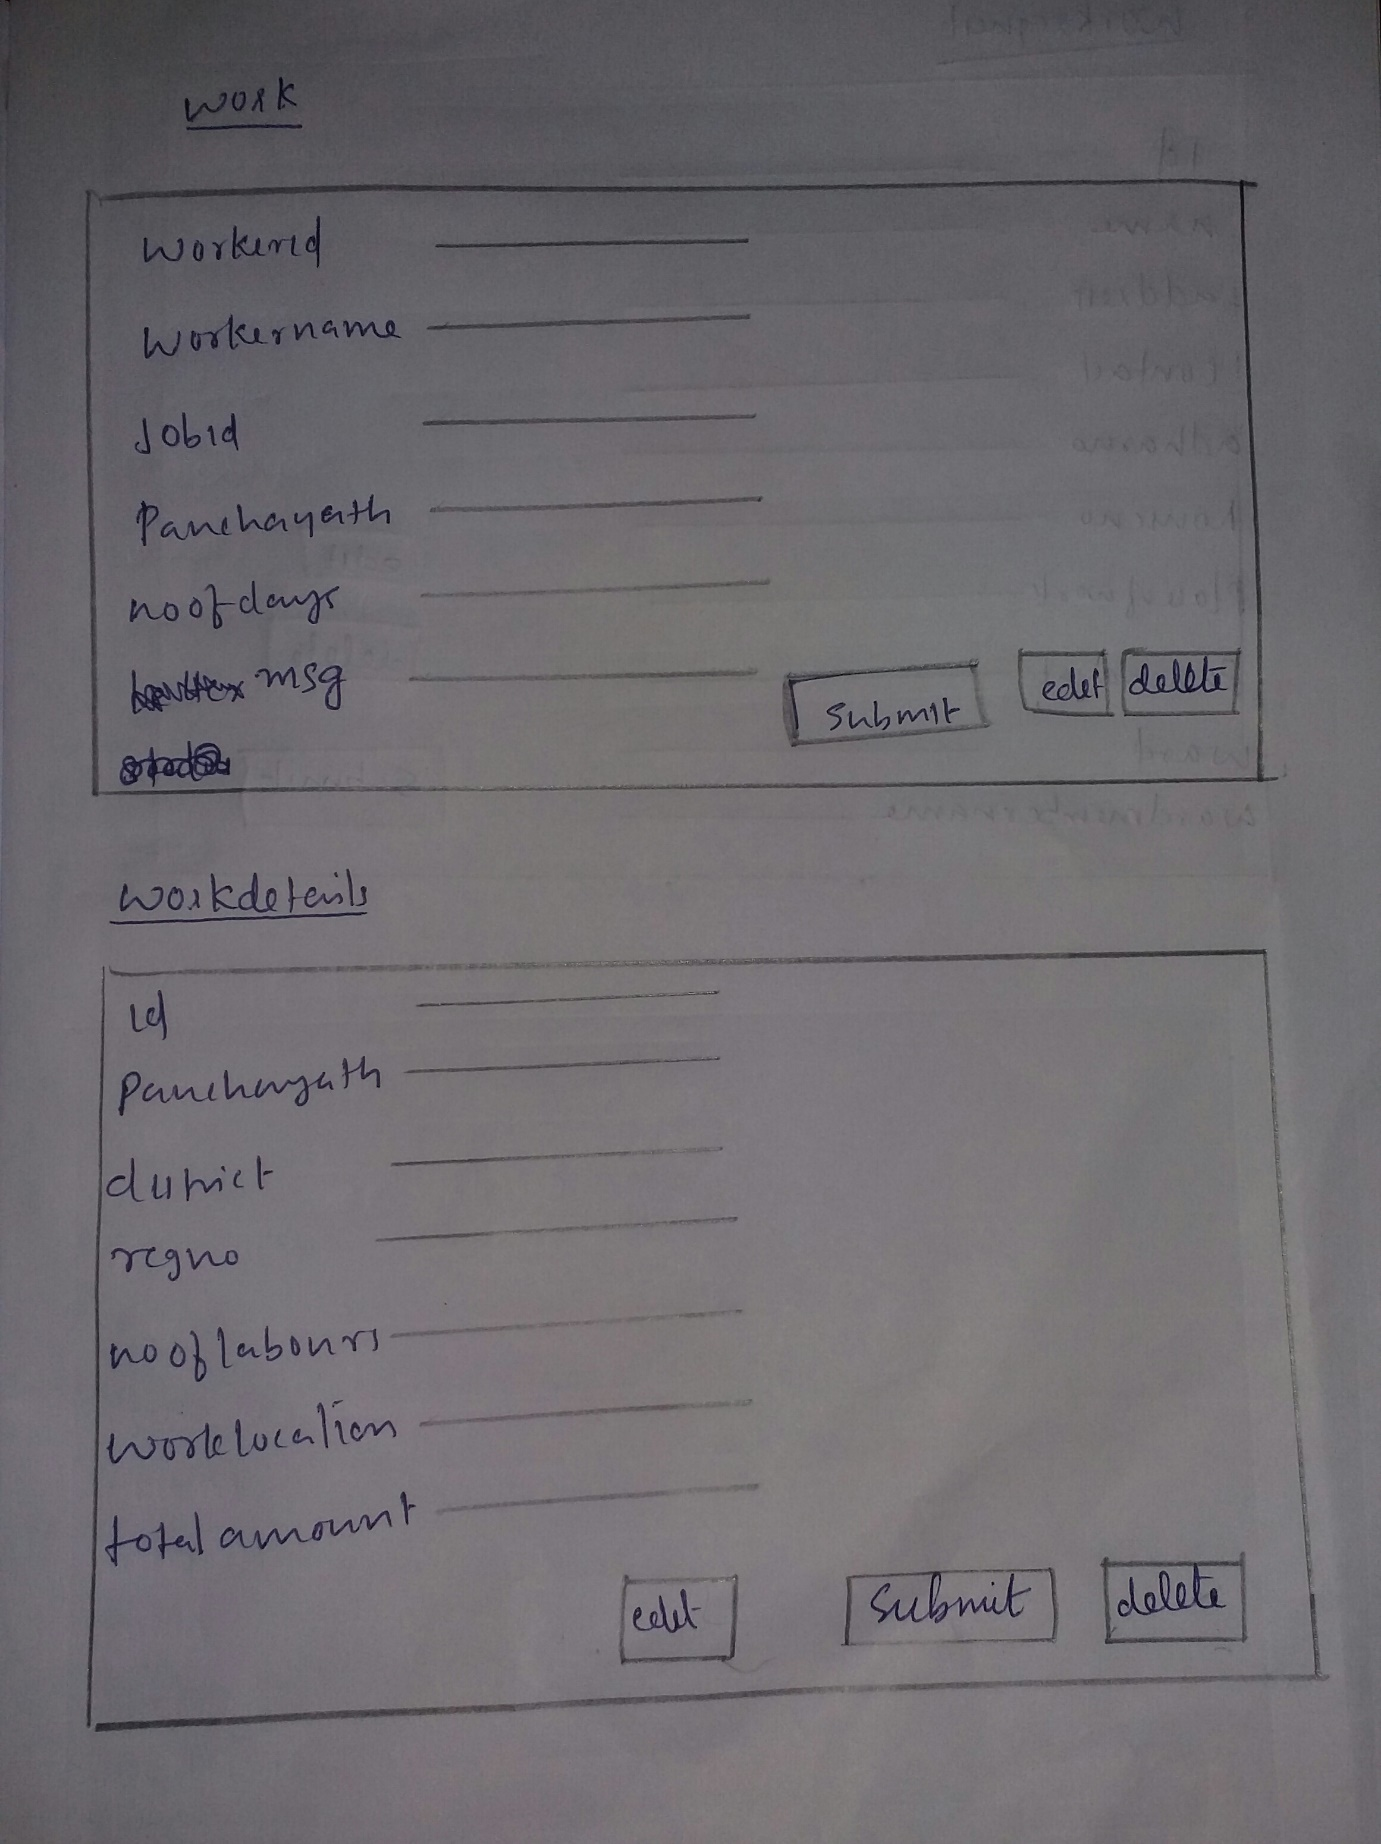 work
workerid
workername
Jobid
Panchayath
noofdays
msg
submit edit delete
workdetails
id
Panchayath
district
regno
nooflabours
worklocation
total amount
edit submit delete